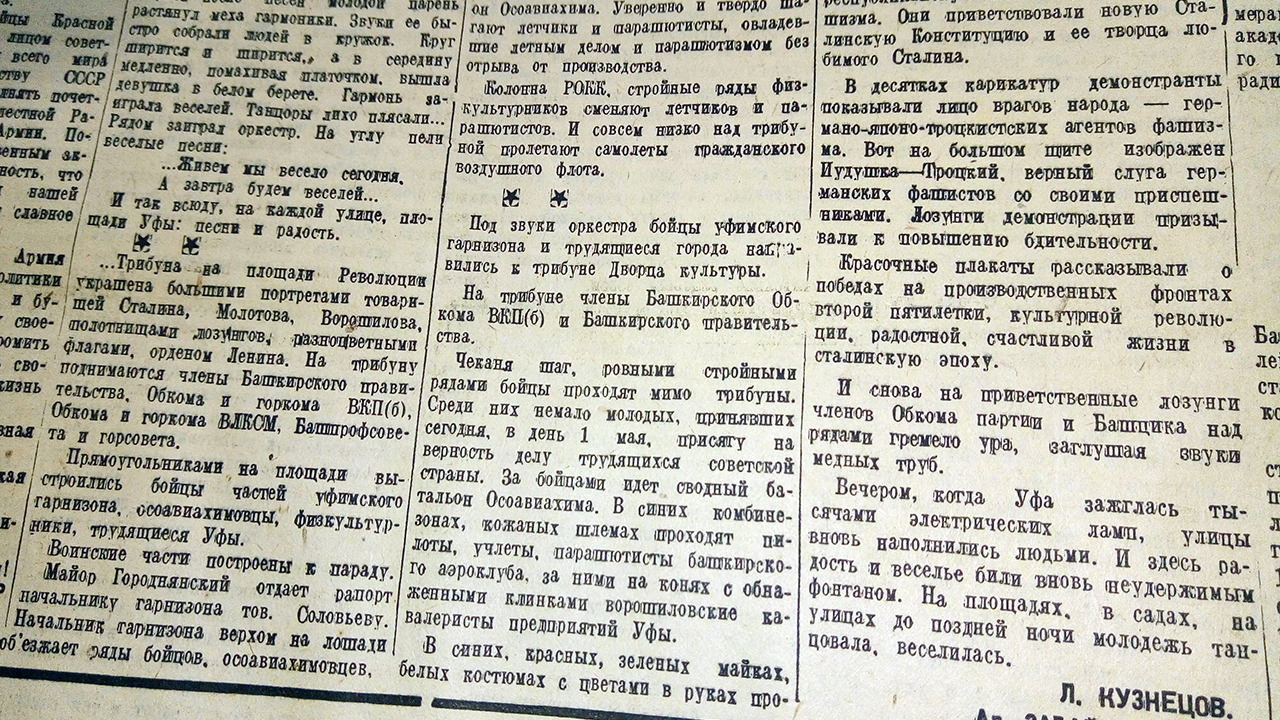 йцы Красной
лицом совет-
всего мира
ству СССР
лнять почет-
местной Ра-
Армии. По-
венным ак-
ность, что
нашей
славное
Армия
олитики
и бу-
свое-
ромить
сво-
жизнь
молодой парень
растянул меха гармоники. Звуки ее бы-
стро собрали людей в кружок. Круг
ширится и ширится, а в середину
медленно, помахивая платочком, вышла
девушка в белом берете. Гармонь за-
играла веселей. Танцоры лихо плясали...
Рядом заиграл оркестр. На углу пели
веселые песни:
...Живем мы весело сегодня,
А завтра будем веселей...
И так всюду, на каждой улице, пло-
щади Уфы: песни и радость.
...Трибуна на площади Революции
украшена большими портретами товари-
щей Сталина, Молотова, Ворошилова,
полотнищами лозунгов, разноцветными
флагами, орденом Ленина. На трибуну
поднимаются члены Башкирского прави-
тельства, Обкома и горкома ВКП(б),
Обкома и горкома ВЛКСМ, Башпрофсове-
та и горсовета.
Прямоугольниками на площади вы-
строились бойцы частей уфимского
гарнизона, осоавиахимовцы, физкультур-
ники, трудящиеся Уфы.
Воинские части построены к параду.
Майор Городнянский отдает рапорт
начальнику гарнизона тов. Соловьеву.
Начальник гарнизона верхом на лошади
об'езжает ряды бойцов, осоавиахимовцев,
он Осоавиахима. Уверенно и твердо ша-
гают летчики и парашютисты, овладев-
шие летным делом и парашютизмом без
отрыва от производства.
Колонна РОКК, стройные ряды физ-
культурников сменяют летчиков и па-
рашютистов. И совсем низко над трибу-
ной пролетают самолеты гражданского
воздушного флота.
Под звуки оркестра бойцы уфимского
гарнизона и трудящиеся города напра-
вились к трибуне Дворца культуры.
На трибуне члены Башкирского Об-
кома ВКП(б) и Башкирского правитель-
ства.
Чеканя шаг, ровными стройными
рядами бойцы проходят мимо трибуны.
Среди них немало молодых, принявших
сегодня, в день 1 мая, присягу на
верность делу трудящихся советской
страны. За бойцами идет сводный ба-
тальон Осоавиахима. В синих комбине-
зонах, кожаных шлемах проходят пи-
лоты, учлеты, парашютисты башкирско-
го аэроклуба, за ними на конях с обна-
женными клинками ворошиловские ка-
валеристы предприятий Уфы.
В синих, красных, зеленых майках,
белых костюмах с цветами в руках про-
шизма. Они приветствовали новую Ста-
линскую Конституцию и ее творца лю-
бимого Сталина.
В десятках карикатур демонстранты
показывали лицо врагов народа — гер-
мано-японо-троцкистских агентов фашиз-
ма. Вот на большом щите изображен
Иудушка—Троцкий, верный слуга гер-
манских фашистов со своими приспеш-
никами. Лозунги демонстрации призы-
вали к повышению бдительности.
Красочные плакаты рассказывали о
победах на производственных фронтах
второй пятилетки, культурной револю-
ции, радостной, счастливой жизни в
сталинскую эпоху.
И снова на приветственные лозунги
членов Обкома партии и Башцика над
рядами гремело ура, заглушая звуки
медных труб.
Вечером, когда Уфа зажглась ты-
сячами электрических ламп, улицы
вновь наполнились людьми. И здесь ра-
дость и веселье били вновь неудержимым
фонтаном. На площадях, в садах, на
улицах до поздней ночи молодежь тан-
цовала, веселилась.
Л. КУЗНЕЦОВ.